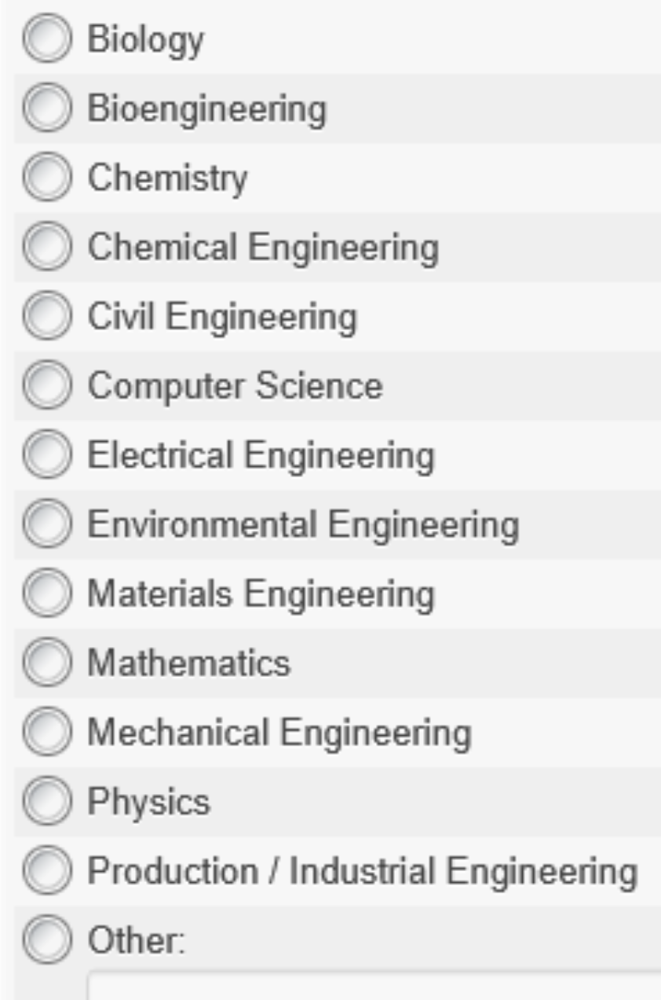 Biology
Bioengineering
Chemistry
Chemical Engineering
Civil Engineering
Computer Science
Electrical Engineering
Environmental Engineering
Materials Engineering
Mathematics
Mechanical Engineering
Physics
Production / Industrial Engineering
Other: